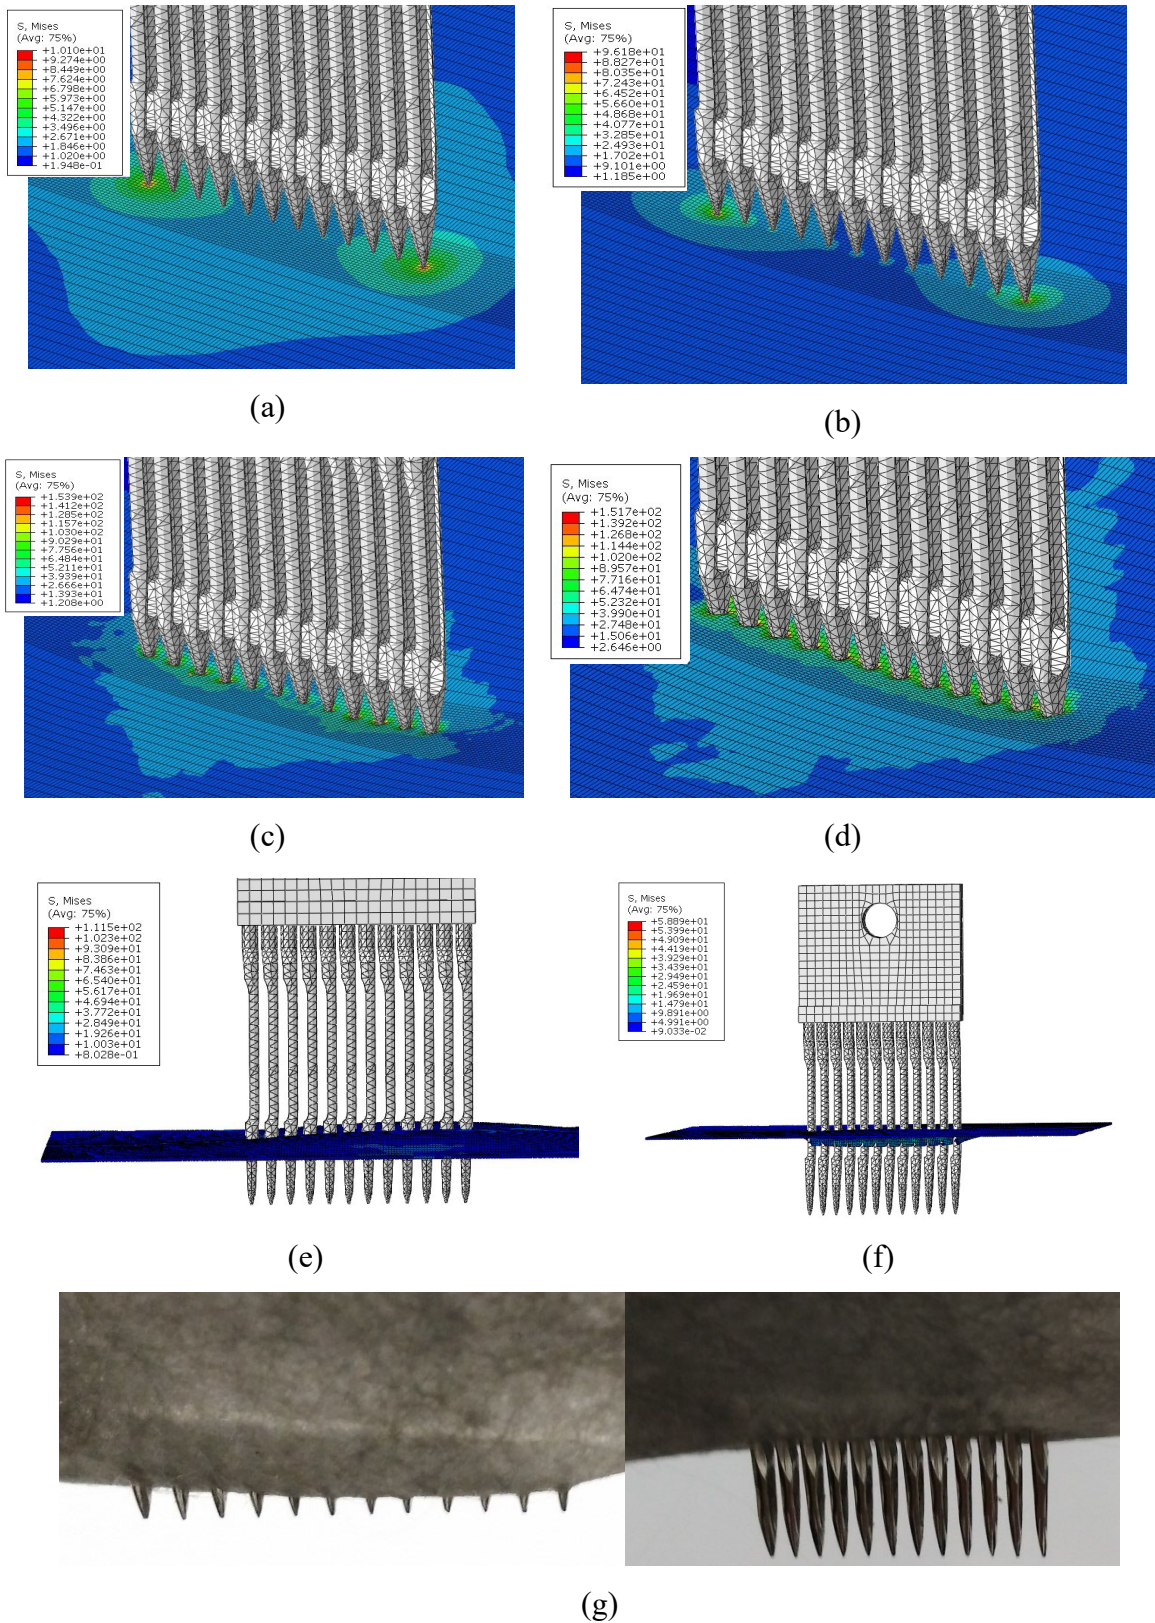 S, Mises
(Avg: 75%)
+1.010e+01
+9.274e+00
+8.449e+00
+7.624e+00
+6.798e+00
+5.973e+00
+5.147e+00
+4.322e+00
+3.496e+00
+2.671e+00
+1.846e+00
+1.020e+00
+1.948e-01
(a)
S, Mises
(Avg: 75%)
+9.618e+01
+8.827e+01
+8.035e+01
+7.243e+01
+6.452e+01
+5.660e+01
+4.868e+01
+4.077e+01
+3.285e+01
+2.493e+01
+1.702e+01
+9.101e+00
+1.185e+00
(b)
S, Mises
(Avg: 75%)
+1.539e+02
+1.412e+02
+1.285e+02
+1.157e+02
+1.030e+02
+9.029e+01
+7.756e+01
+6.484e+01
+5.211e+01
+3.939e+01
+2.666e+01
+1.393e+01
+1.208e+00
(c)
S, Mises
(Avg: 75%)
+1.517e+02
+1.392e+02
+1.268e+02
+1.144e+02
+1.020e+02
+8.957e+01
+7.716e+01
+6.474e+01
+5.232e+01
+3.990e+01
+2.748e+01
+1.506e+01
+2.646e+00
(d)
S, Mises
(Avg: 75%)
+1.115e+02
+1.023e+02
+9.309e+01
+8.386e+01
+7.463e+01
+6.540e+01
+5.617e+01
+4.694e+01
+3.772e+01
+2.849e+01
+1.926e+01
+1.003e+01
+8.028e-01
(e)
S, Mises
(Avg: 75%)
+5.889e+01
+5.399e+01
+4.909e+01
+4.419e+01
+3.929e+01
+3.439e+01
+2.949e+01
+2.459e+01
+1.969e+01
+1.479e+01
+9.891e+00
+4.991e+00
+9.033e-02
(f)
(g)